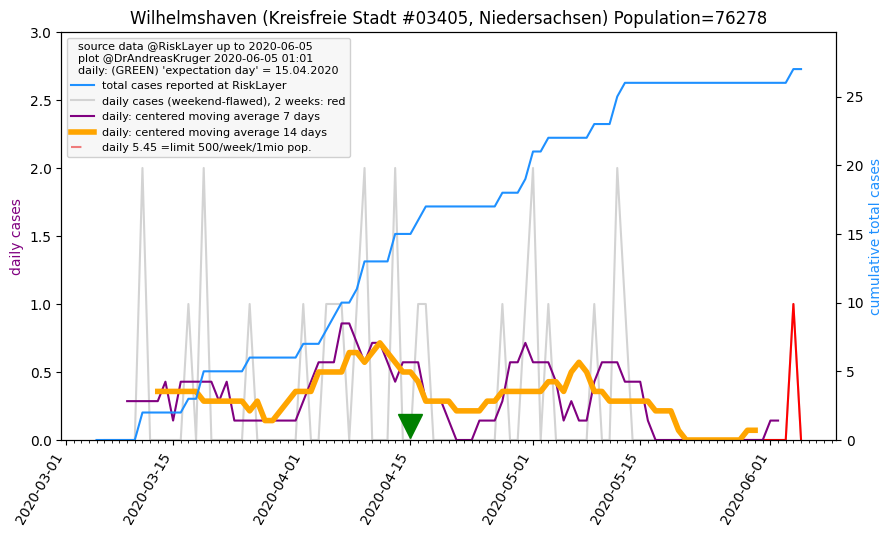 Wilhelmshaven (Kreisfreie Stadt #03405, Niedersachsen) Population=76278
source data @RiskLayer up to 2020-06-05
plot @DrAndreasKruger 2020-06-05 01:01
daily: (GREEN) 'expectation day' = 15.04.2020
total cases reported at RiskLayer
daily cases (weekend-flawed), 2 weeks: red
daily: centered moving average 7 days
daily: centered moving average 14 days
daily 5.45 =limit 500/week/1mio pop.
daily cases
3.0
2.5
2.0
1.5
1.0
0.5
0.0
cumulative total cases
25
20
15
10
5
0
2020-03-01
2020-03-15
2020-04-01
2020-04-15
2020-05-01
2020-05-15
2020-06-01